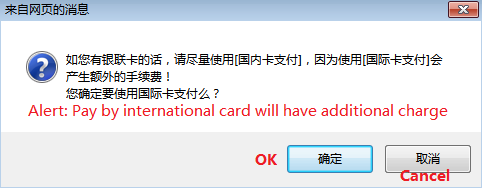 来自网页的消息
如您有银联卡的话，请尽量使用[国内卡支付]，因为使用[国际卡支付]会
产生额外的手续费！
您确定要使用国际卡支付么？
Alert: Pay by international card will have additional charge
OK 确定 取消
Cancel